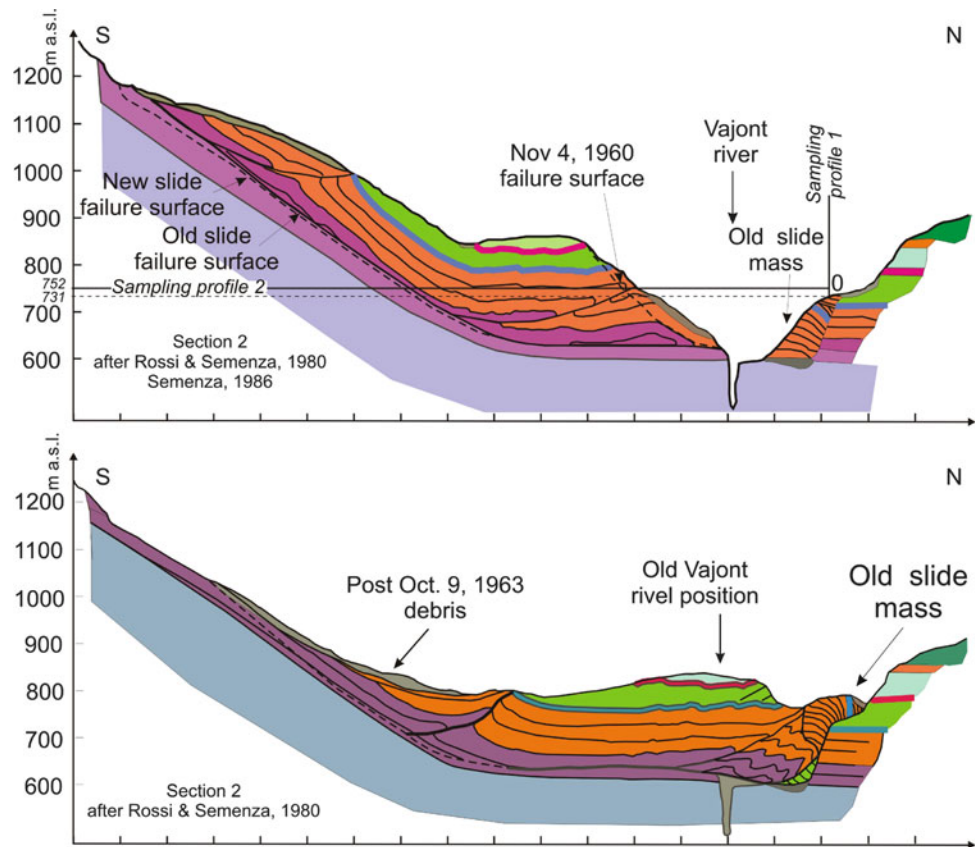 m a.s.l.
S
N
1200
1100
1000
900
800
752
731
700
600
New slide
failure surface
Old slide
failure surface
Nov 4, 1960
failure surface
Vajont
river
Sampling
profile 1
Old slide
mass
0
Sampling profile 2
Section 2
after Rossi & Semenza, 1980
Semenza, 1986
m a.s.l.
S
N
1200
1100
1000
900
800
700
600
Post Oct. 9, 1963
debris
Old Vajont
rivel position
Old slide
mass
Section 2
after Rossi & Semenza, 1980